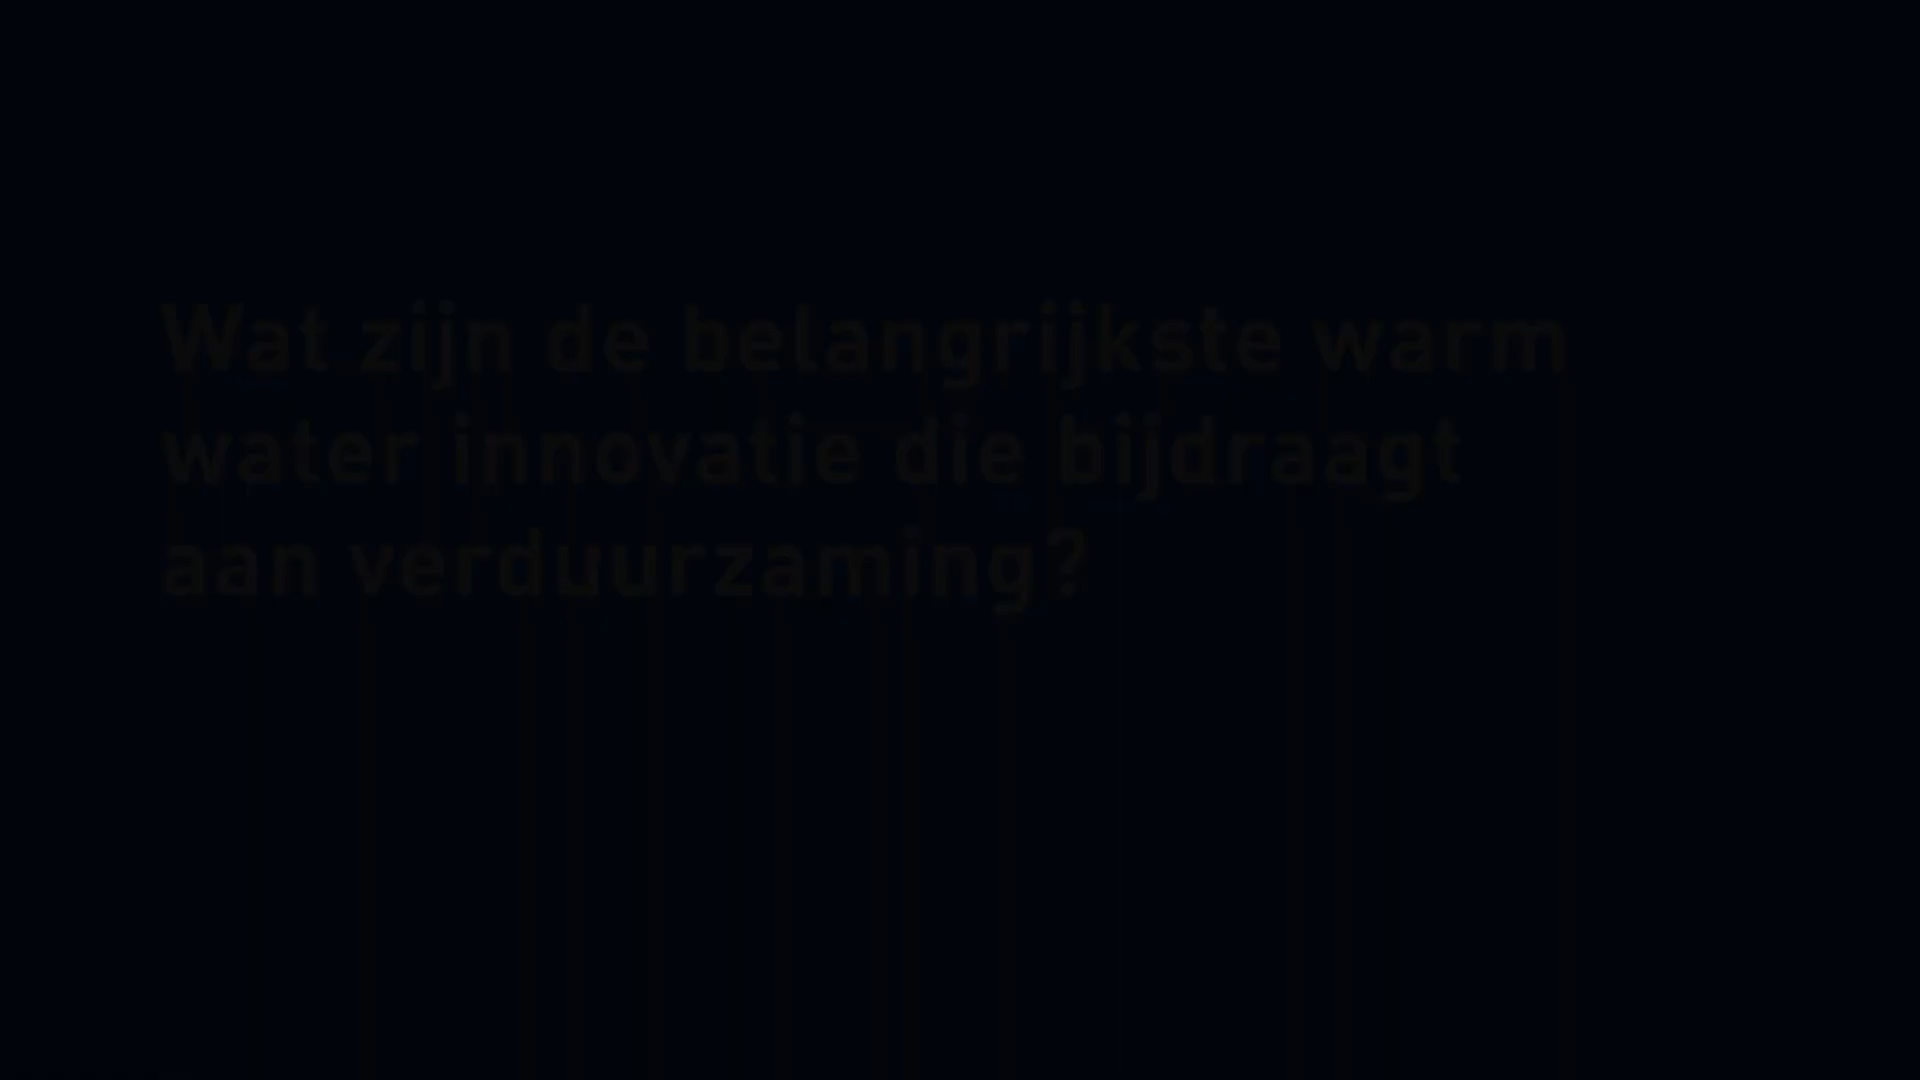 Wat zijn de belangrijkste warm
water innovatie die bijdraagt
aan verduurzaming?